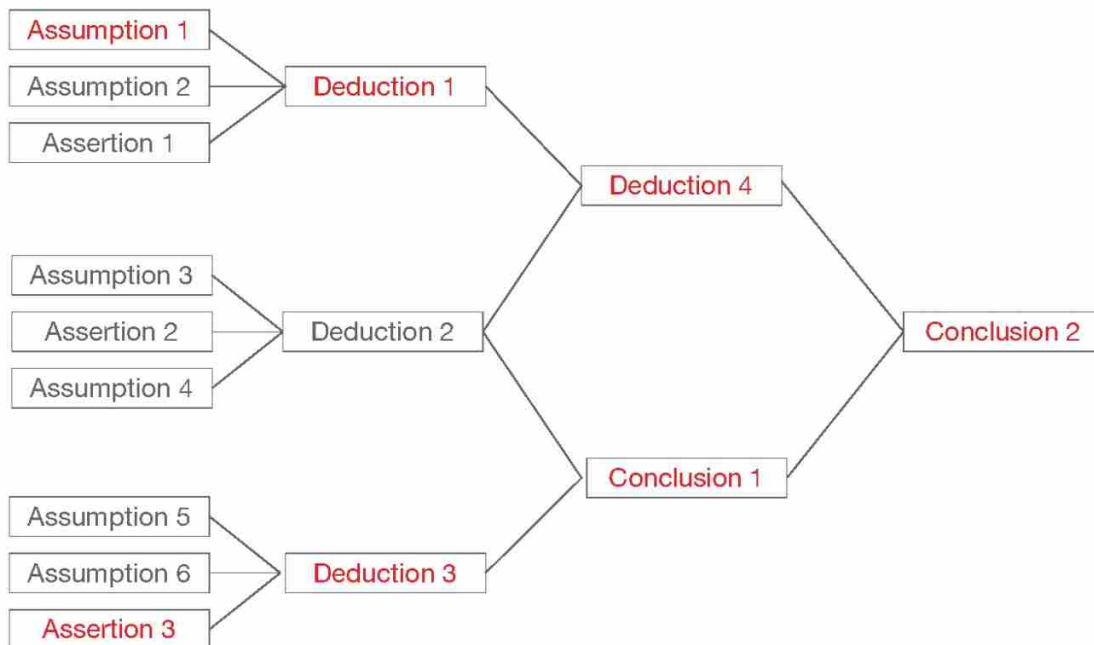 Assumption 1
Assumption 2
Assertion 1
Deduction 1
Deduction 4
Assumption 3
Assertion 2
Assumption 4
Deduction 2
Conclusion 2
Conclusion 1
Assumption 5
Assumption 6
Assertion 3
Deduction 3